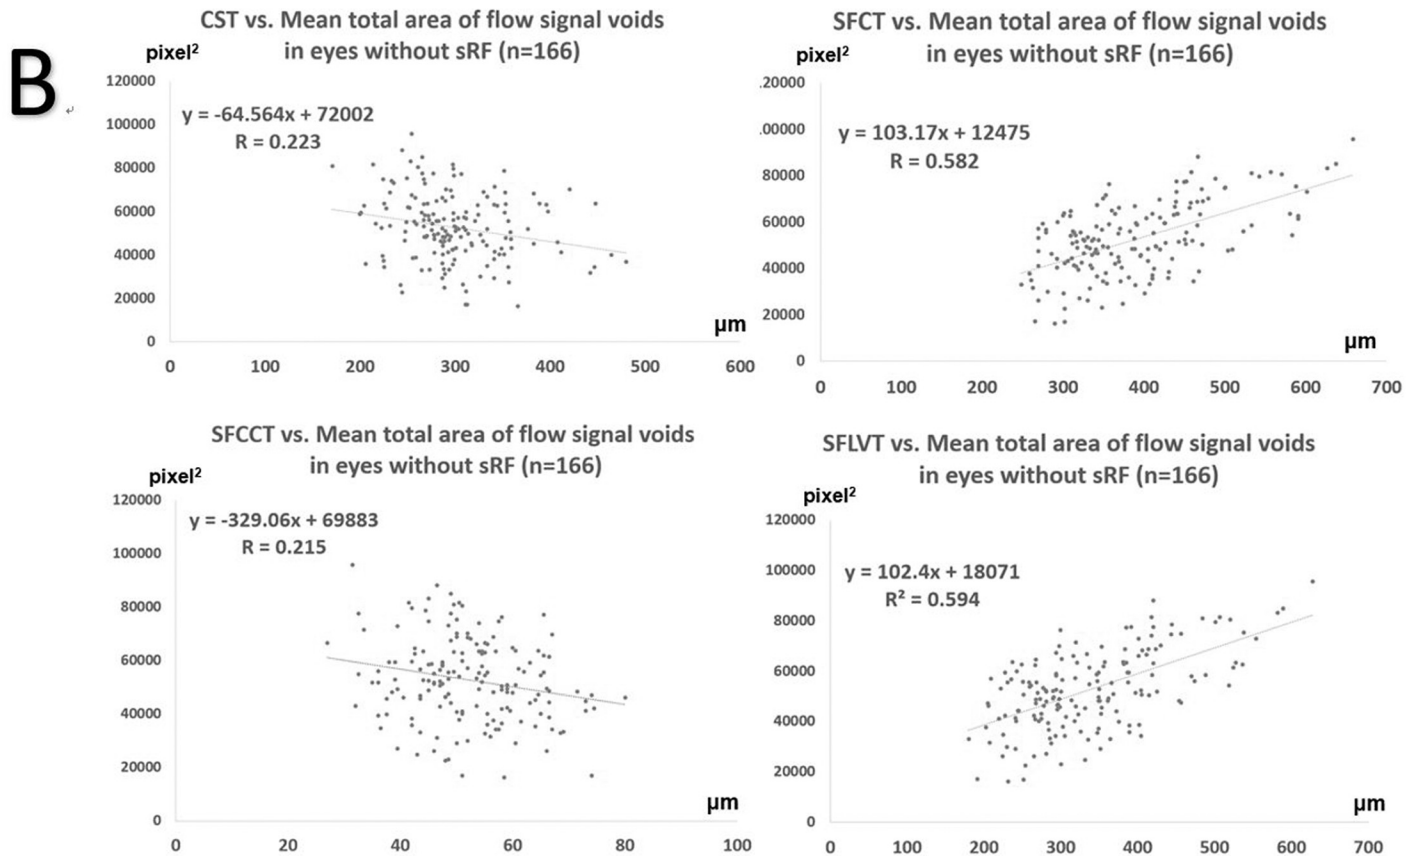 B
CST vs. Mean total area of flow signal voids
in eyes without sRF (n=166)
pixel²
120000
100000
80000
60000
40000
20000
0
y = -64.564x + 72002
R = 0.223
µm
0 100 200 300 400 500 600
SFCT vs. Mean total area of flow signal voids
in eyes without sRF (n=166)
pixel²
.20000
.00000
80000
60000
40000
20000
0
y = 103.17x + 12475
R = 0.582
µm
0 100 200 300 400 500 600 700
SFCCT vs. Mean total area of flow signal voids
in eyes without sRF (n=166)
pixel²
120000
100000
80000
60000
40000
20000
0
y = -329.06x + 69883
R = 0.215
µm
0 20 40 60 80 100
SFLVT vs. Mean total area of flow signal voids
in eyes without sRF (n=166)
pixel²
120000
100000
80000
60000
40000
20000
0
y = 102.4x + 18071
R² = 0.594
µm
0 100 200 300 400 500 600 700